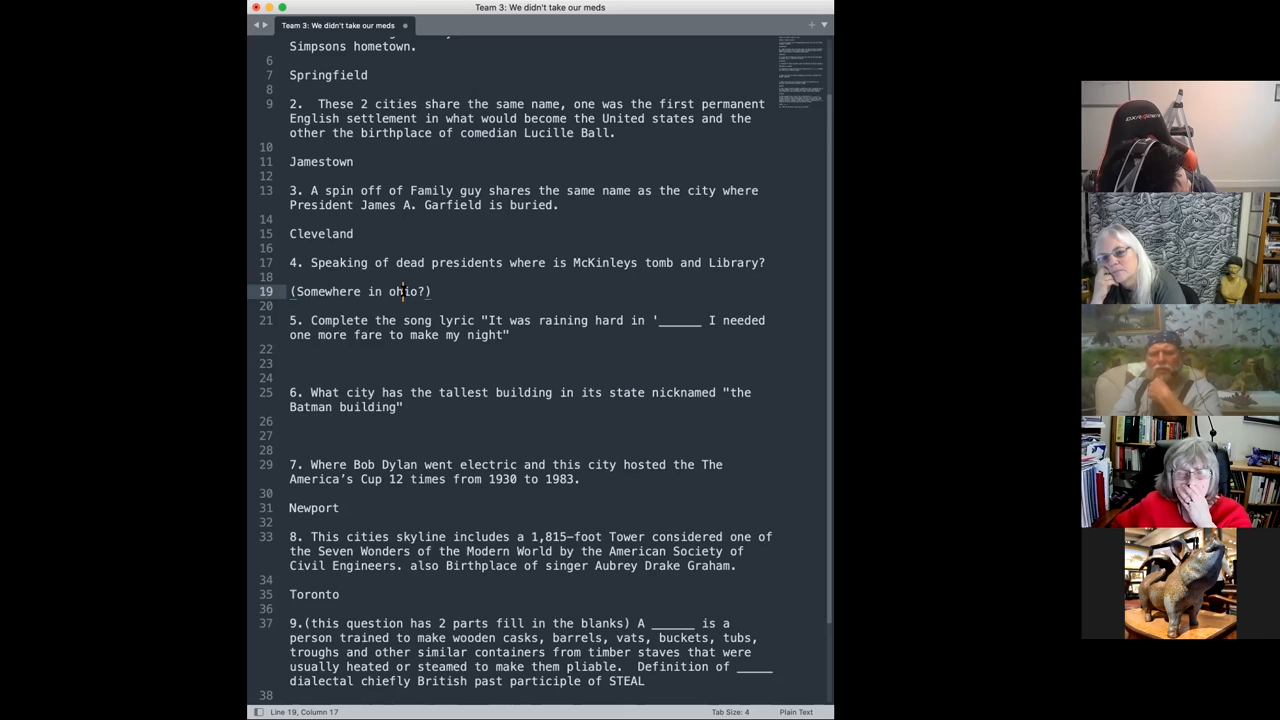 Team 3: We didn't take our meds
Team 3: We didn't take our meds
Simpsons hometown.
6
7 Springfield
8
9 2.  These 2 cities share the same name, one was the first permanent
English settlement in what would become the United states and the
other the birthplace of comedian Lucille Ball.
10
11 Jamestown
12
13 3. A spin off of Family guy shares the same name as the city where
President James A. Garfield is buried.
14
15 Cleveland
16
17 4. Speaking of dead presidents where is McKinleys tomb and Library?
18
19 (Somewhere in ohio?)
20
21 5. Complete the song lyric "It was raining hard in '______ I needed
one more fare to make my night"
22
23
24
25 6. What city has the tallest building in its state nicknamed "the
Batman building"
26
27
28
29 7. Where Bob Dylan went electric and this city hosted the The
America’s Cup 12 times from 1930 to 1983.
30
31 Newport
32
33 8. This cities skyline includes a 1,815-foot Tower considered one of
the Seven Wonders of the Modern World by the American Society of
Civil Engineers. also Birthplace of singer Aubrey Drake Graham.
34
35 Toronto
36
37 9.(this question has 2 parts fill in the blanks) A ______ is a
person trained to make wooden casks, barrels, vats, buckets, tubs,
troughs and other similar containers from timber staves that were
usually heated or steamed to make them pliable.  Definition of _____
dialectal chiefly British past participle of STEAL
38
Line 19, Column 17
Tab Size: 4
Plain Text
DXRACER